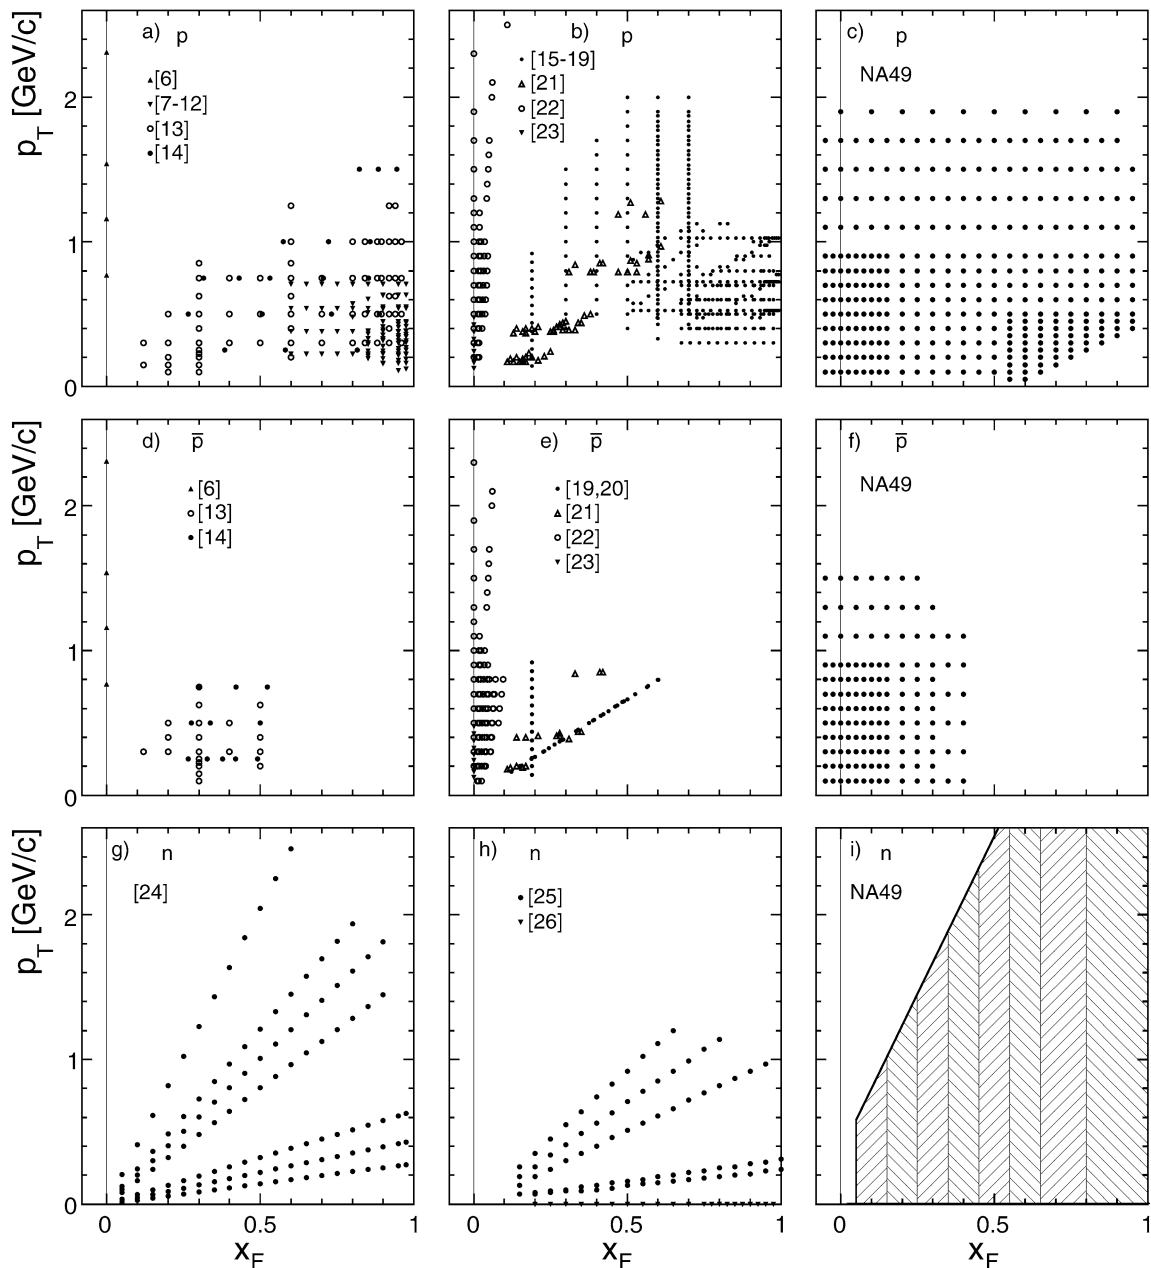 a) p
b) p
c) p
[6]
[7-12]
[13]
[14]
[15-19]
[21]
[22]
[23]
NA49
p_T [GeV/c]
2
1
0
d) p̅
e) p̅
f) p̅
[6]
[13]
[14]
[19,20]
[21]
[22]
[23]
NA49
p_T [GeV/c]
2
1
0
g) n
h) n
i) n
[24]
[25]
[26]
NA49
p_T [GeV/c]
2
1
0
0 0.5 1
0 0.5 1
0 0.5 1
x_F
x_F
x_F